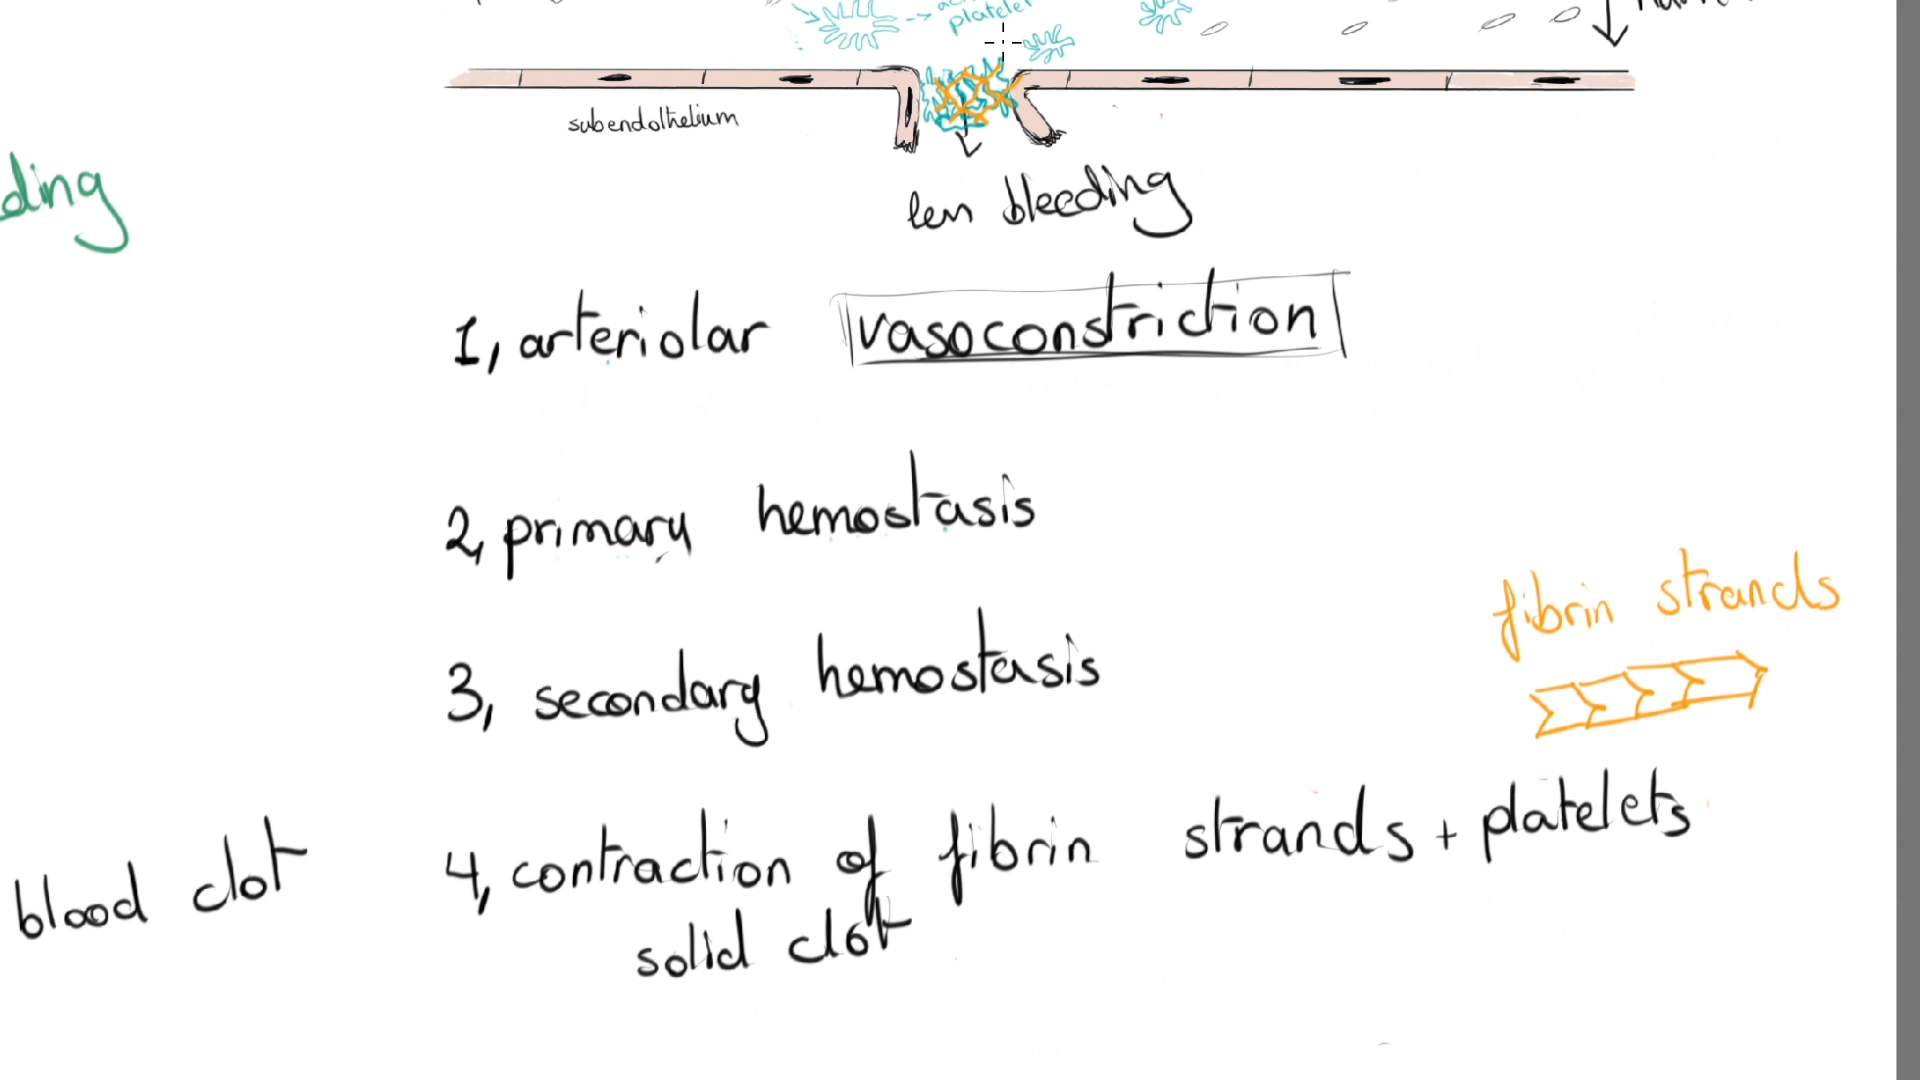 platelet
subendothelium
ding
less bleeding
1, arteriolar vasoconstriction
2, primary hemostasis
3, secondary hemostasis
fibrin strands
blood clot
4, contraction of fibrin strands + platelets
solid clot